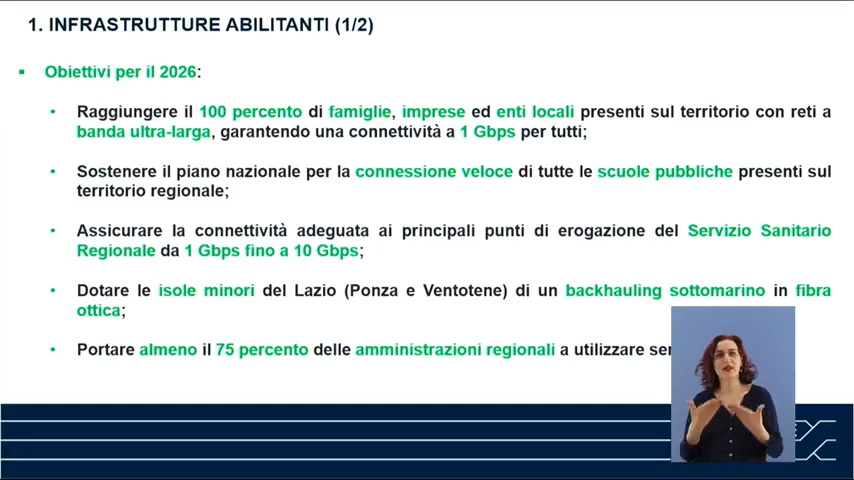 1. INFRASTRUTTURE ABILITANTI (1/2)
Obiettivi per il 2026:
Raggiungere il 100 percento di famiglie, imprese ed enti locali presenti sul territorio con reti a
banda ultra-larga, garantendo una connettività a 1 Gbps per tutti;
Sostenere il piano nazionale per la connessione veloce di tutte le scuole pubbliche presenti sul
territorio regionale;
Assicurare la connettività adeguata ai principali punti di erogazione del Servizio Sanitario
Regionale da 1 Gbps fino a 10 Gbps;
Dotare le isole minori del Lazio (Ponza e Ventotene) di un backhauling sottomarino in fibra
ottica;
Portare almeno il 75 percento delle amministrazioni regionali a utilizzare